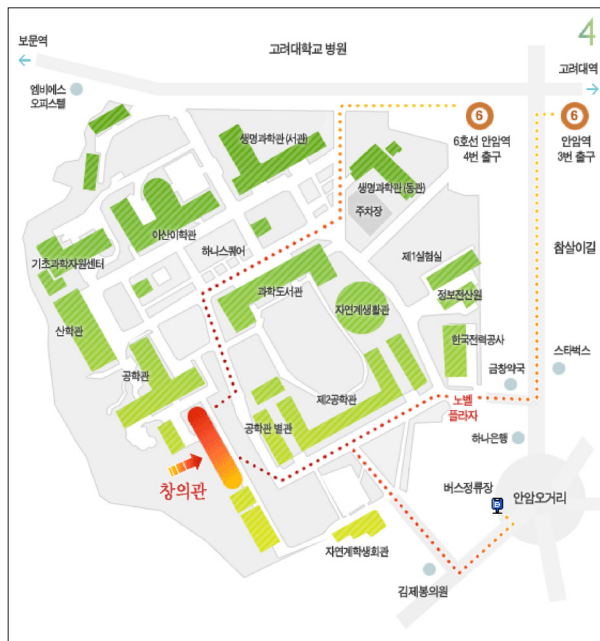 4
보문역
고려대학교 병원
고려대역
엠비에스
오피스텔
6
6호선 안암역
4번 출구
6
안암역
3번 출구
생명과학관(서관)
생명과학관(동관)
주차장
아산이학관
하나스퀘어
기초과학자원센터
제1실험실
참살이길
과학도서관
자연계생활관
정보전산원
산학관
한국전력공사
스타벅스
공학관
금창약국
제2공학관
노벨
플라자
공학관 별관
하나은행
창의관
버스정류장
안암오거리
B
자연계학생회관
김제봉의원